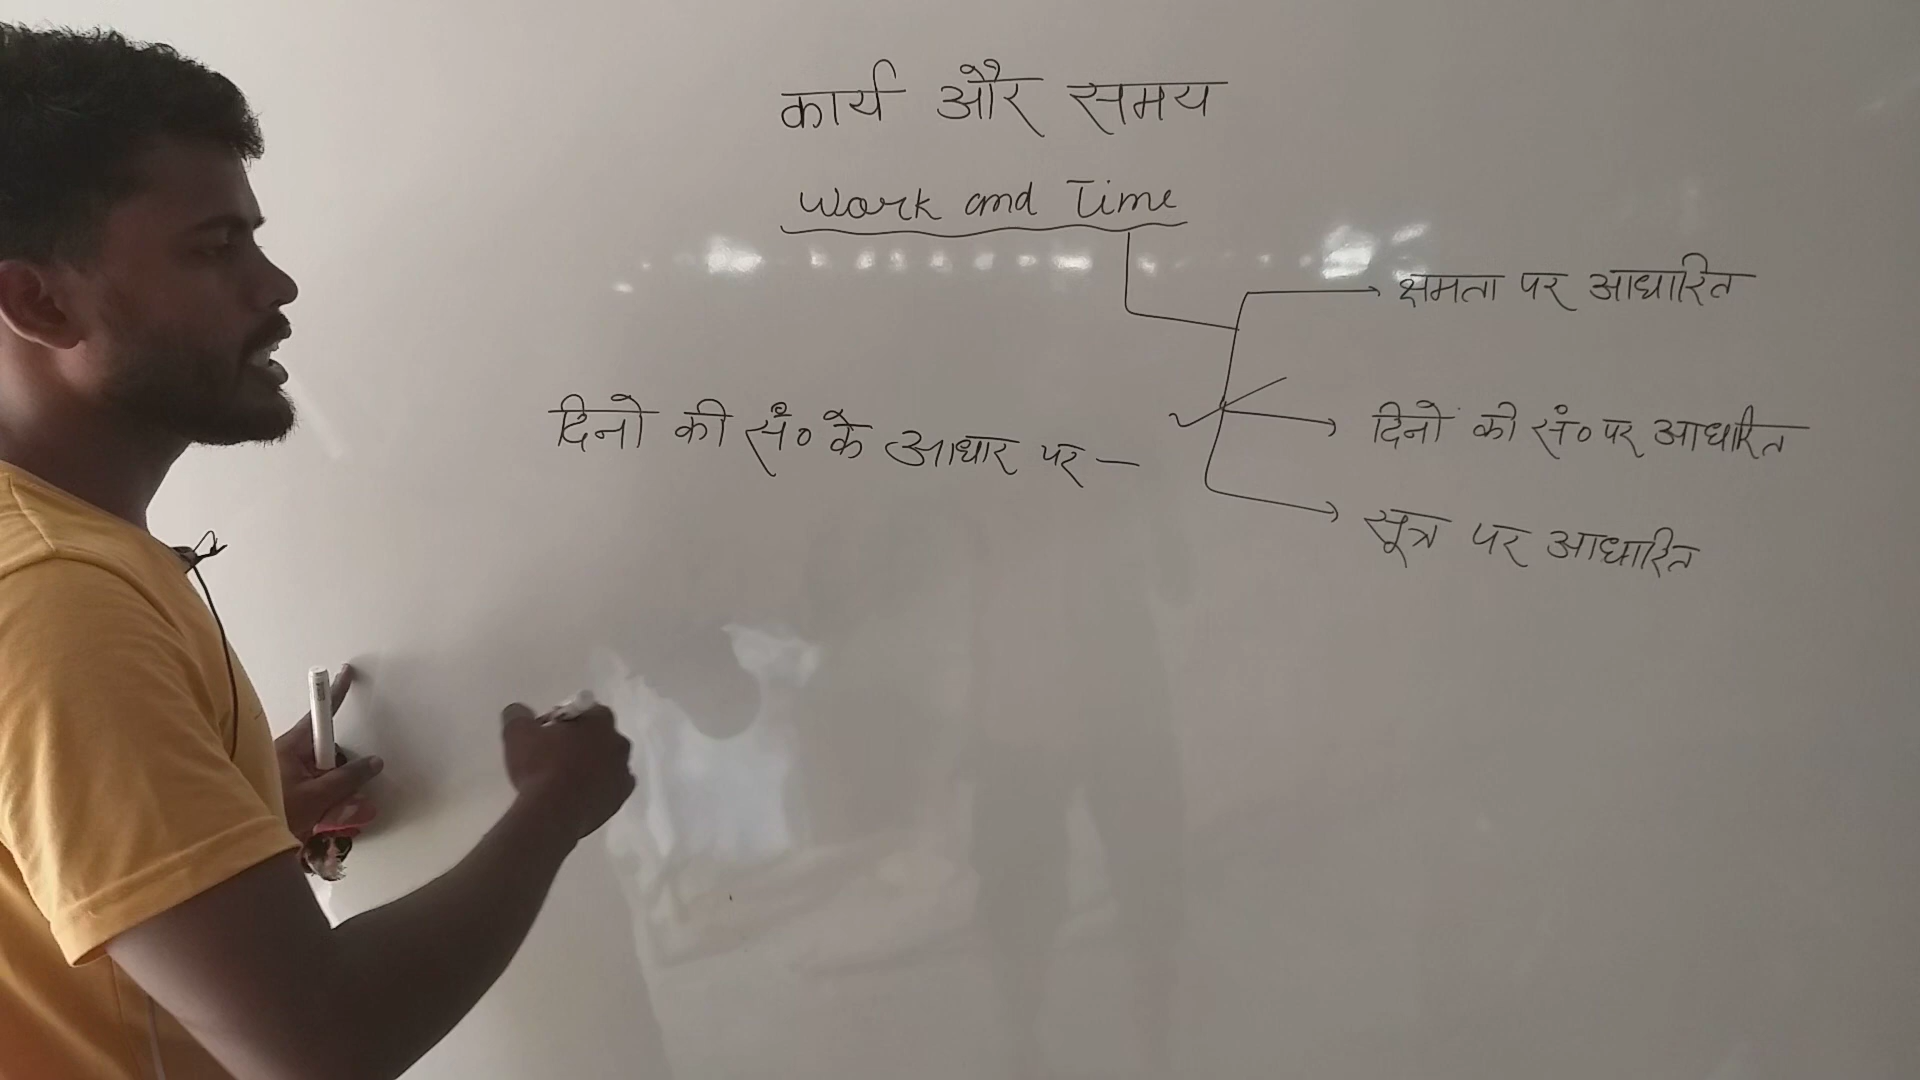 कार्य और समय
Work and Time
क्षमता पर आधारित
दिनों की सं० पर आधारित
सूत्र पर आधारित
दिनो की सं० के आधार पर –